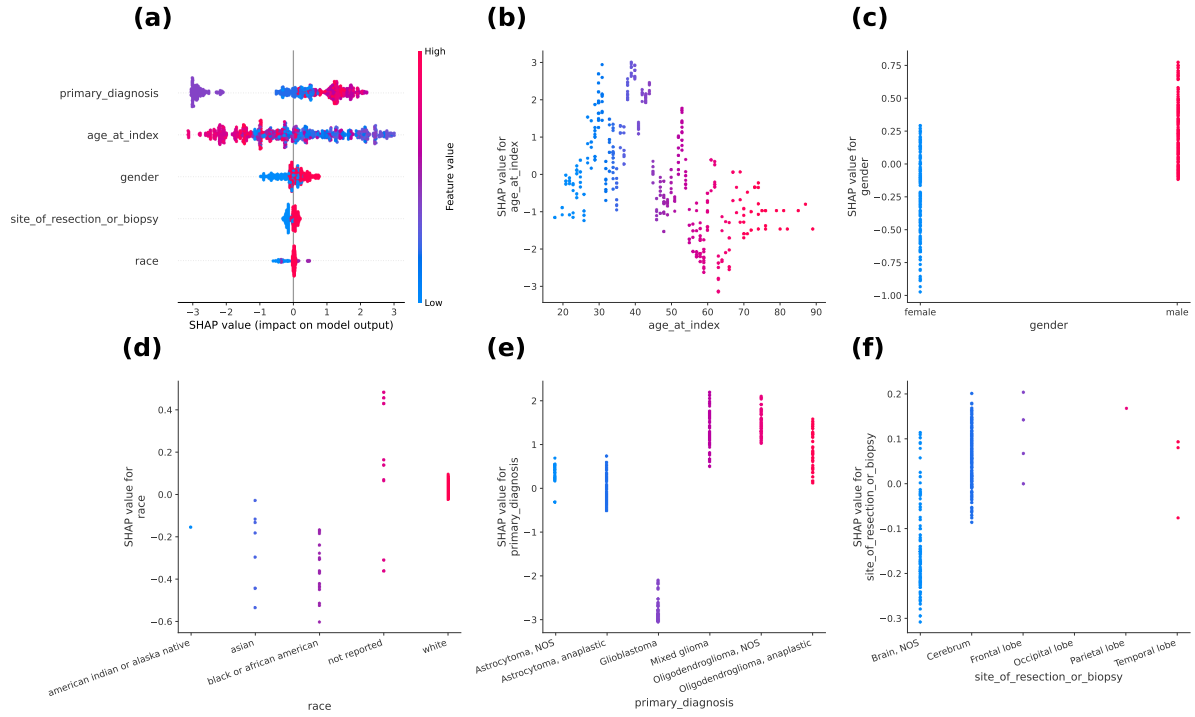 (a)
primary_diagnosis
age_at_index
gender
site_of_resection_or_biopsy
race
−3 −2 −1 0 1 2 3
SHAP value (impact on model output)
High
Low
Feature value
(b)
3
2
1
0
−1
−2
−3
SHAP value for
age_at_index
20 30 40 50 60 70 80 90
age_at_index
(c)
0.75
0.50
0.25
0.00
−0.25
−0.50
−0.75
−1.00
SHAP value for
gender
female male
gender
(d)
0.4
0.2
0.0
−0.2
−0.4
−0.6
SHAP value for
race
american indian or alaska native
asian
black or african american
not reported
white
race
(e)
2
1
0
−1
−2
−3
SHAP value for
primary_diagnosis
Astrocytoma, NOS
Astrocytoma, anaplastic
Glioblastoma
Mixed glioma
Oligodendroglioma, NOS
Oligodendroglioma, anaplastic
primary_diagnosis
(f)
0.2
0.1
0.0
−0.1
−0.2
−0.3
SHAP value for
site_of_resection_or_biopsy
Brain, NOS
Cerebrum
Frontal lobe
Occipital lobe
Parietal lobe
Temporal lobe
site_of_resection_or_biopsy